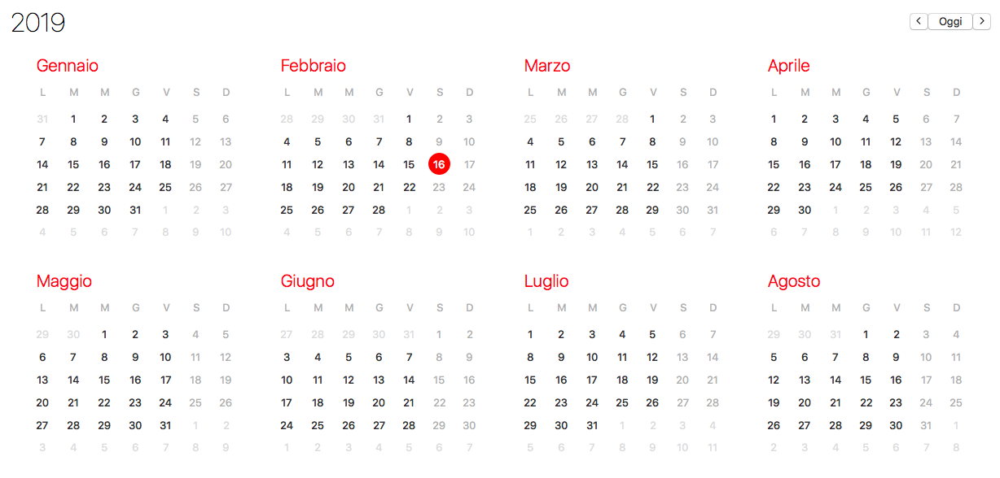 2019 < Oggi >
Gennaio Febbraio Marzo Aprile
L M M G V S D L M M G V S D L M M G V S D L M M G V S D
31 1 2 3 4 5 6 28 29 30 31 1 2 3 25 26 27 28 1 2 3 1 2 3 4 5 6 7
7 8 9 10 11 12 13 4 5 6 7 8 9 10 4 5 6 7 8 9 10 8 9 10 11 12 13 14
14 15 16 17 18 19 20 11 12 13 14 15 16 17 11 12 13 14 15 16 17 15 16 17 18 19 20 21
21 22 23 24 25 26 27 18 19 20 21 22 23 24 18 19 20 21 22 23 24 22 23 24 25 26 27 28
28 29 30 31 1 2 3 25 26 27 28 1 2 3 25 26 27 28 29 30 31 29 30 1 2 3 4 5
4 5 6 7 8 9 10 4 5 6 7 8 9 10 1 2 3 4 5 6 7 6 7 8 9 10 11 12
Maggio Giugno Luglio Agosto
L M M G V S D L M M G V S D L M M G V S D L M M G V S D
29 30 1 2 3 4 5 27 28 29 30 31 1 2 1 2 3 4 5 6 7 29 30 31 1 2 3 4
6 7 8 9 10 11 12 3 4 5 6 7 8 9 8 9 10 11 12 13 14 5 6 7 8 9 10 11
13 14 15 16 17 18 19 10 11 12 13 14 15 16 15 16 17 18 19 20 21 12 13 14 15 16 17 18
20 21 22 23 24 25 26 17 18 19 20 21 22 23 22 23 24 25 26 27 28 19 20 21 22 23 24 25
27 28 29 30 31 1 2 24 25 26 27 28 29 30 29 30 31 1 2 3 4 26 27 28 29 30 31 1
3 4 5 6 7 8 9 1 2 3 4 5 6 7 5 6 7 8 9 10 11 2 3 4 5 6 7 8